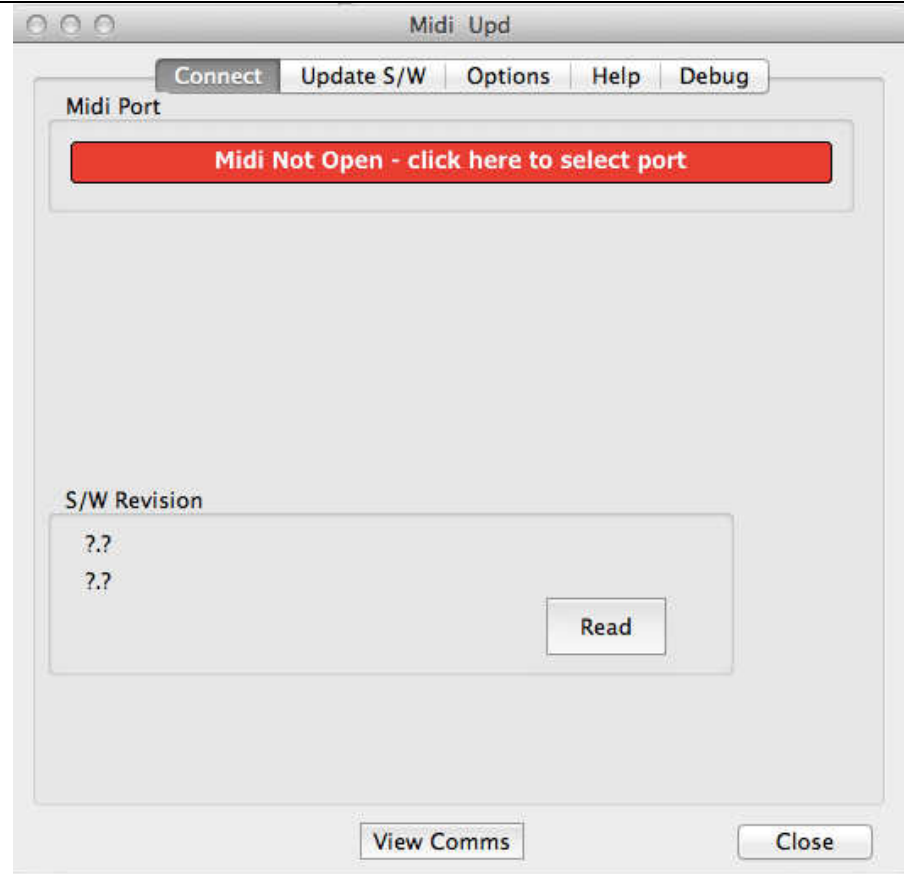 Midi Upd
Connect Update S/W Options Help Debug
Midi Port
Midi Not Open - click here to select port
S/W Revision
?.?
?.?
Read
View Comms Close